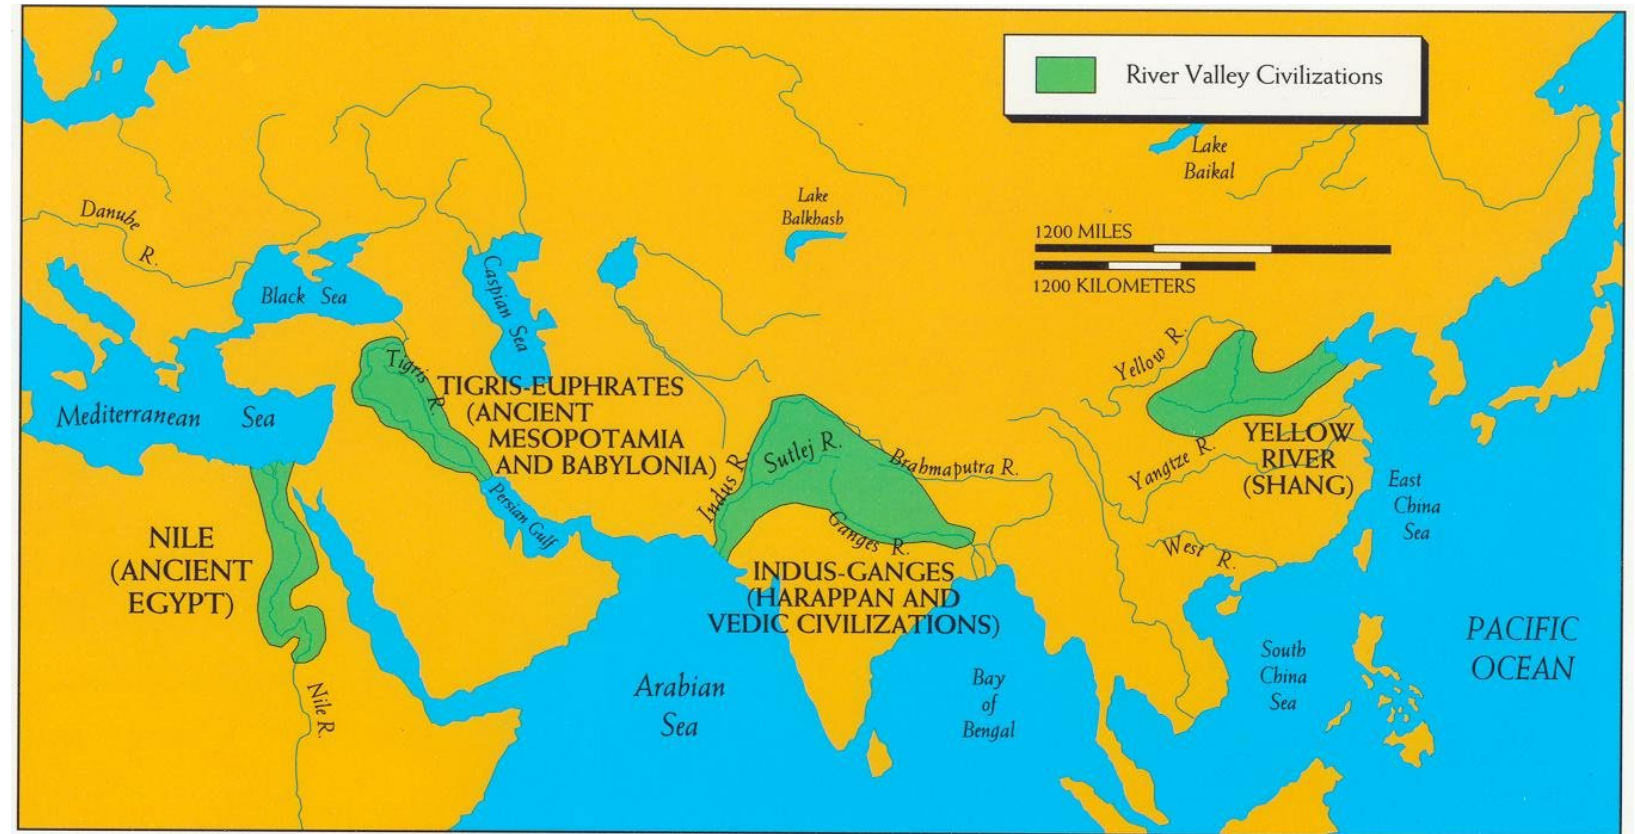 River Valley Civilizations
Lake
Baikal
Lake
Balkhash
Danube
R.
1200 MILES
1200 KILOMETERS
Black Sea
Caspian Sea
Yellow R.
Tigris R.
TIGRIS-EUPHRATES
(ANCIENT
MESOPOTAMIA
AND BABYLONIA)
Mediterranean Sea
Sutlej R.
Indus R.
Brahmaputra R.
Yangtze R.
YELLOW
RIVER
(SHANG)
East
China
Sea
Persian Gulf
NILE
(ANCIENT
EGYPT)
Ganges R.
West R.
INDUS-GANGES
(HARAPPAN AND
VEDIC CIVILIZATIONS)
PACIFIC
OCEAN
South
China
Sea
Arabian
Sea
Bay
of
Bengal
Nile R.